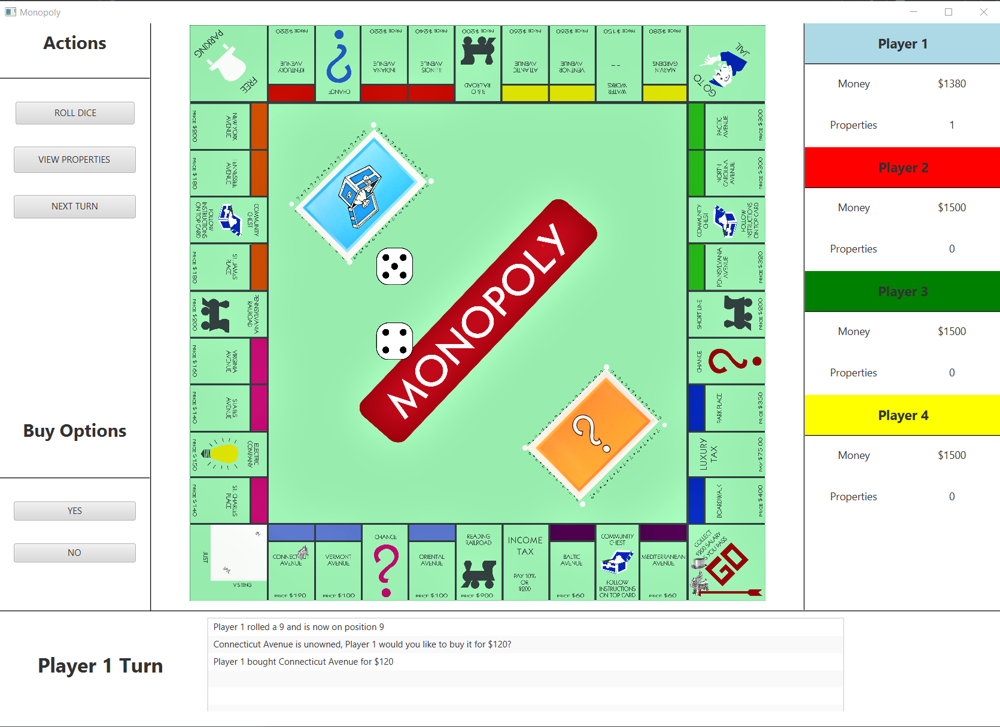 Monopoly
Actions
ROLL DICE
VIEW PROPERTIES
NEXT TURN
Buy Options
YES
NO
FREE
PARKING
KENTUCKY
AVENUE
PRICE $220
CHANCE
INDIANA
AVENUE
PRICE $220
ILLINOIS
AVENUE
PRICE $240
B & O
RAILROAD
PRICE $200
ATLANTIC
AVENUE
PRICE $260
VENTNOR
AVENUE
PRICE $260
WATER
WORKS
PRICE $150
MARVIN
GARDENS
PRICE $280
GO TO
JAIL
NEW YORK
AVENUE
PRICE $200
TENNESSEE
AVENUE
PRICE $180
COMMUNITY
CHEST
FOLLOW
INSTRUCTIONS
ON TOP CARD
ST. JAMES
PLACE
PRICE $180
PENNSYLVANIA
RAILROAD
PRICE $200
VIRGINIA
AVENUE
PRICE $160
STATES
AVENUE
PRICE $140
ELECTRIC
COMPANY
PRICE $150
ST. CHARLES
PLACE
PRICE $140
MONOPOLY
?
PACIFIC
AVENUE
PRICE $300
NORTH
CAROLINA
AVENUE
PRICE $300
COMMUNITY
CHEST
FOLLOW
INSTRUCTIONS
ON TOP CARD
PENNSYLVANIA
AVENUE
PRICE $320
SHORT LINE
PRICE $200
CHANCE
PARK PLACE
PRICE $350
LUXURY
TAX
PAY $75.00
BOARDWALK
PRICE $400
JUST
VISITING
CONNECTICUT
AVENUE
PRICE $120
VERMONT
AVENUE
PRICE $100
CHANCE
ORIENTAL
AVENUE
PRICE $100
READING
RAILROAD
PRICE $200
INCOME
TAX
PAY 10%
OR
$200
BALTIC
AVENUE
PRICE $60
COMMUNITY
CHEST
FOLLOW
INSTRUCTIONS
ON TOP CARD
MEDITERRANEAN
AVENUE
PRICE $60
COLLECT
$200 SALARY
AS YOU PASS
GO
Player 1
Money $1380
Properties 1
Player 2
Money $1500
Properties 0
Player 3
Money $1500
Properties 0
Player 4
Money $1500
Properties 0
Player 1 Turn
Player 1 rolled a 9 and is now on position 9
Connecticut Avenue is unowned, Player 1 would you like to buy it for $120?
Player 1 bought Connecticut Avenue for $120